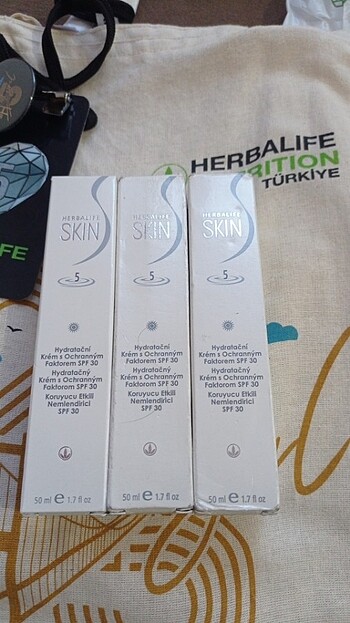 HERBALIFE
NUTRITION
TÜRKİYE
FE
HERBALIFE
SKIN
5
Hydratační
Krém s Ochranným
Faktorem SPF 30
Hydratačný
Krém s Ochranným
Faktorom SPF 30
Koruyucu Etkili
Nemlendirici
SPF 30
50 ml e 1.7 fl oz
HERBALIFE
SKIN
5
Hydratační
Krém s Ochranným
Faktorem SPF 30
Hydratačný
Krém s Ochranným
Faktorom SPF 30
Koruyucu Etkili
Nemlendirici
SPF 30
50 ml e 1.7 fl oz
HERBALIFE
SKIN
5
Hydratační
Krém s Ochranným
Faktorem SPF 30
Hydratačný
Krém s Ochranným
Faktorom SPF 30
Koruyucu Etkili
Nemlendirici
SPF 30
50 ml e 1.7 fl oz